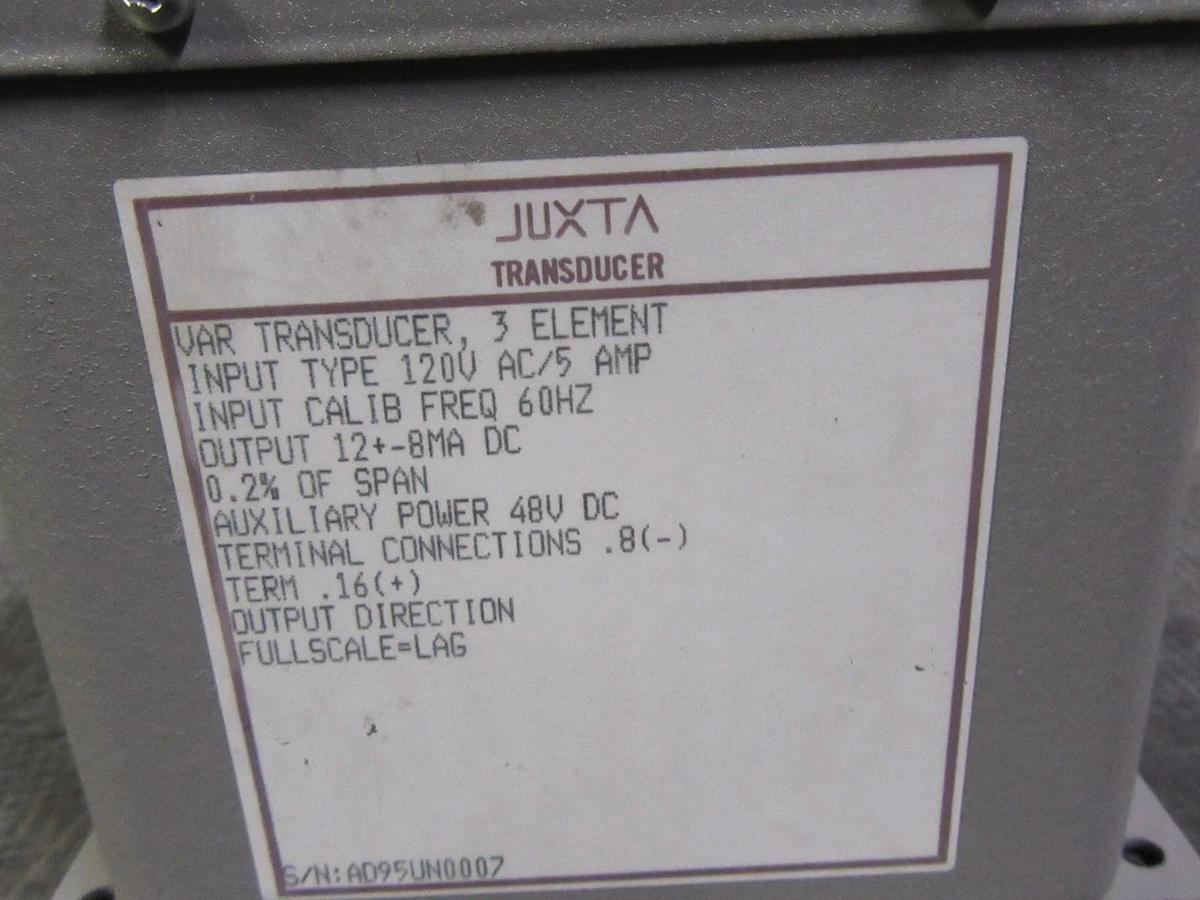 JUXTA
TRANSDUCER
VAR TRANSDUCER, 3 ELEMENT
INPUT TYPE 120V AC/5 AMP
INPUT CALIB FREQ 60HZ
OUTPUT 12+-8MA DC
0.2% OF SPAN
AUXILIARY POWER 48V DC
TERMINAL CONNECTIONS .8(-)
TERM .16(+)
OUTPUT DIRECTION
FULLSCALE=LAG
S/N:AD95UN0007